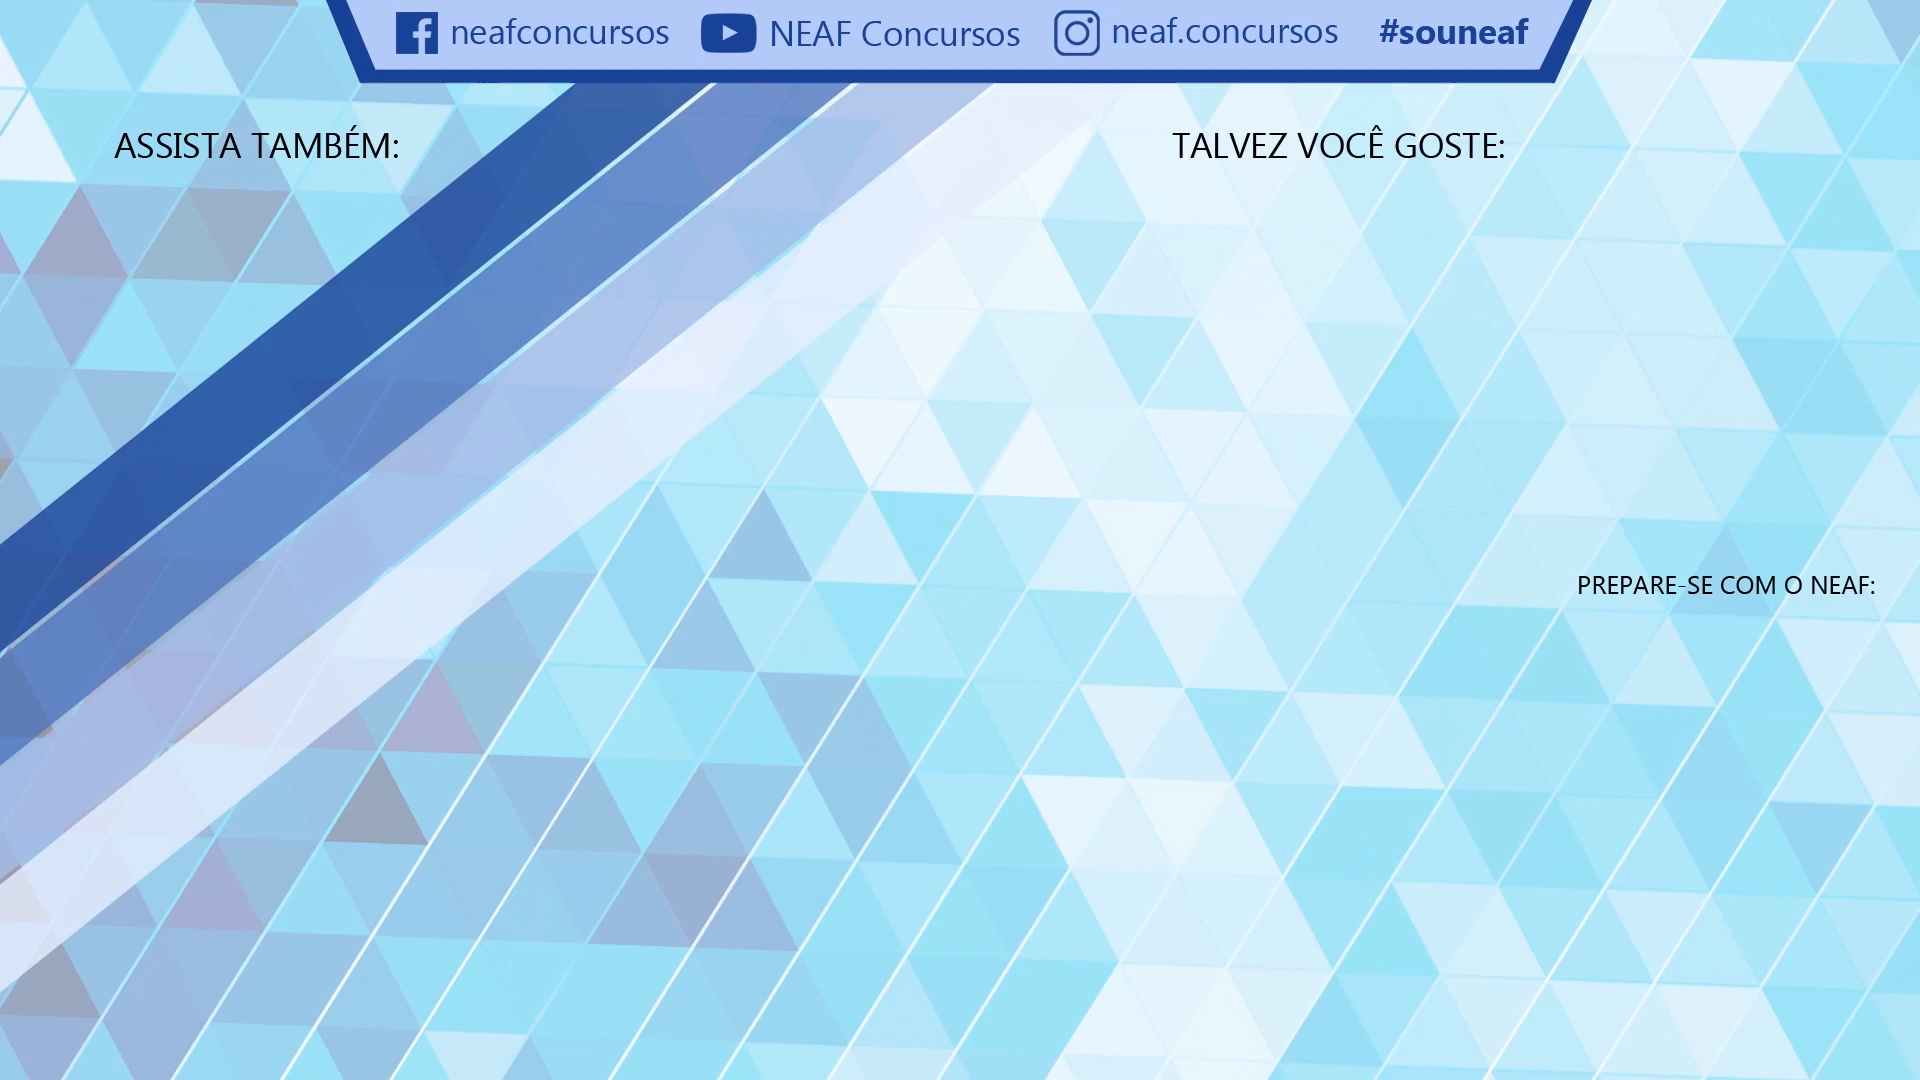 neafconcursos NEAF Concursos neaf.concursos #souneaf
ASSISTA TAMBÉM:
TALVEZ VOCÊ GOSTE:
PREPARE-SE COM O NEAF: